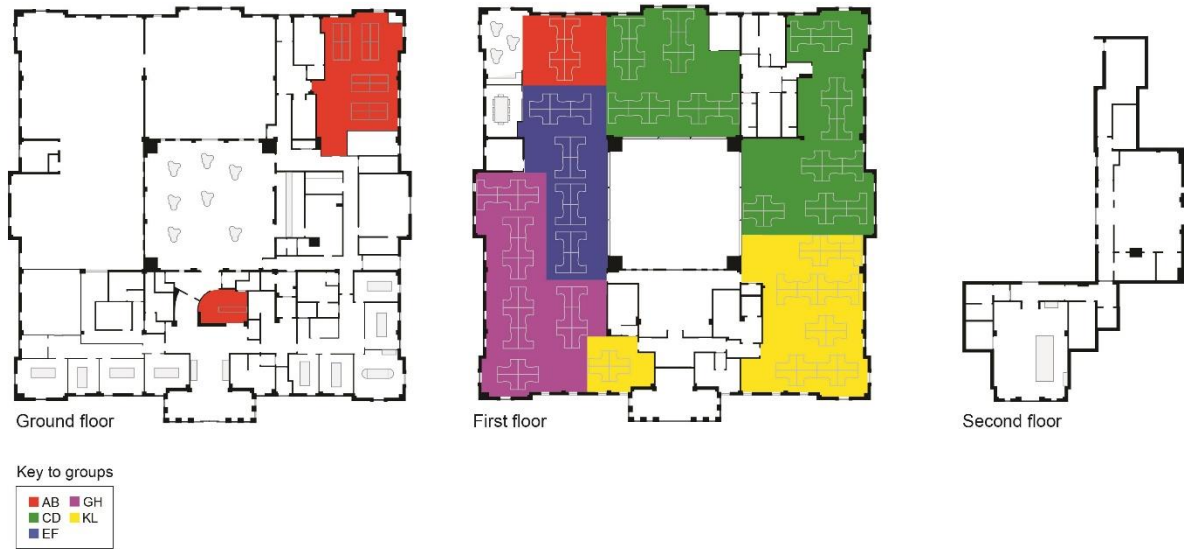 Ground floor
First floor
Second floor
Key to groups
AB GH
CD KL
EF